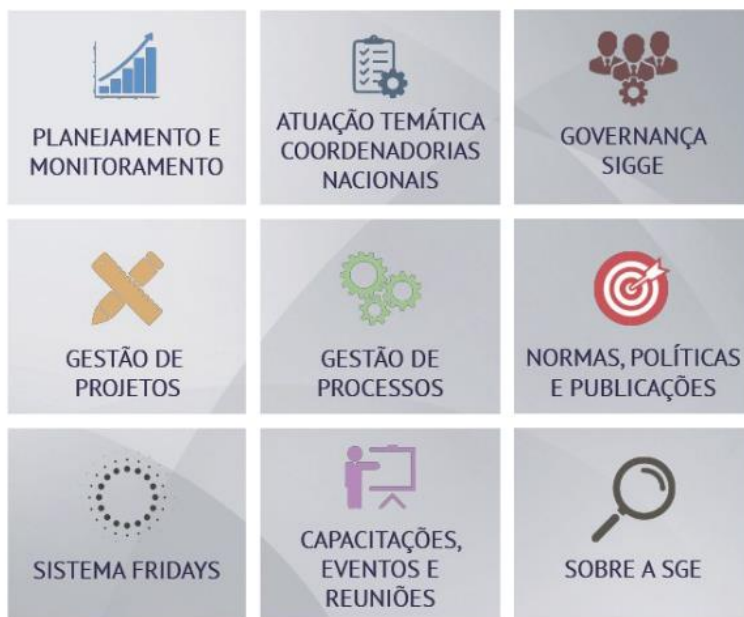 PLANEJAMENTO E
MONITORAMENTO
ATUAÇÃO TEMÁTICA
COORDENADORIAS
NACIONAIS
GOVERNANÇA
SIGGE
GESTÃO DE
PROJETOS
GESTÃO DE
PROCESSOS
NORMAS, POLÍTICAS
E PUBLICAÇÕES
SISTEMA FRIDAYS
CAPACITAÇÕES,
EVENTOS E
REUNIÕES
SOBRE A SGE